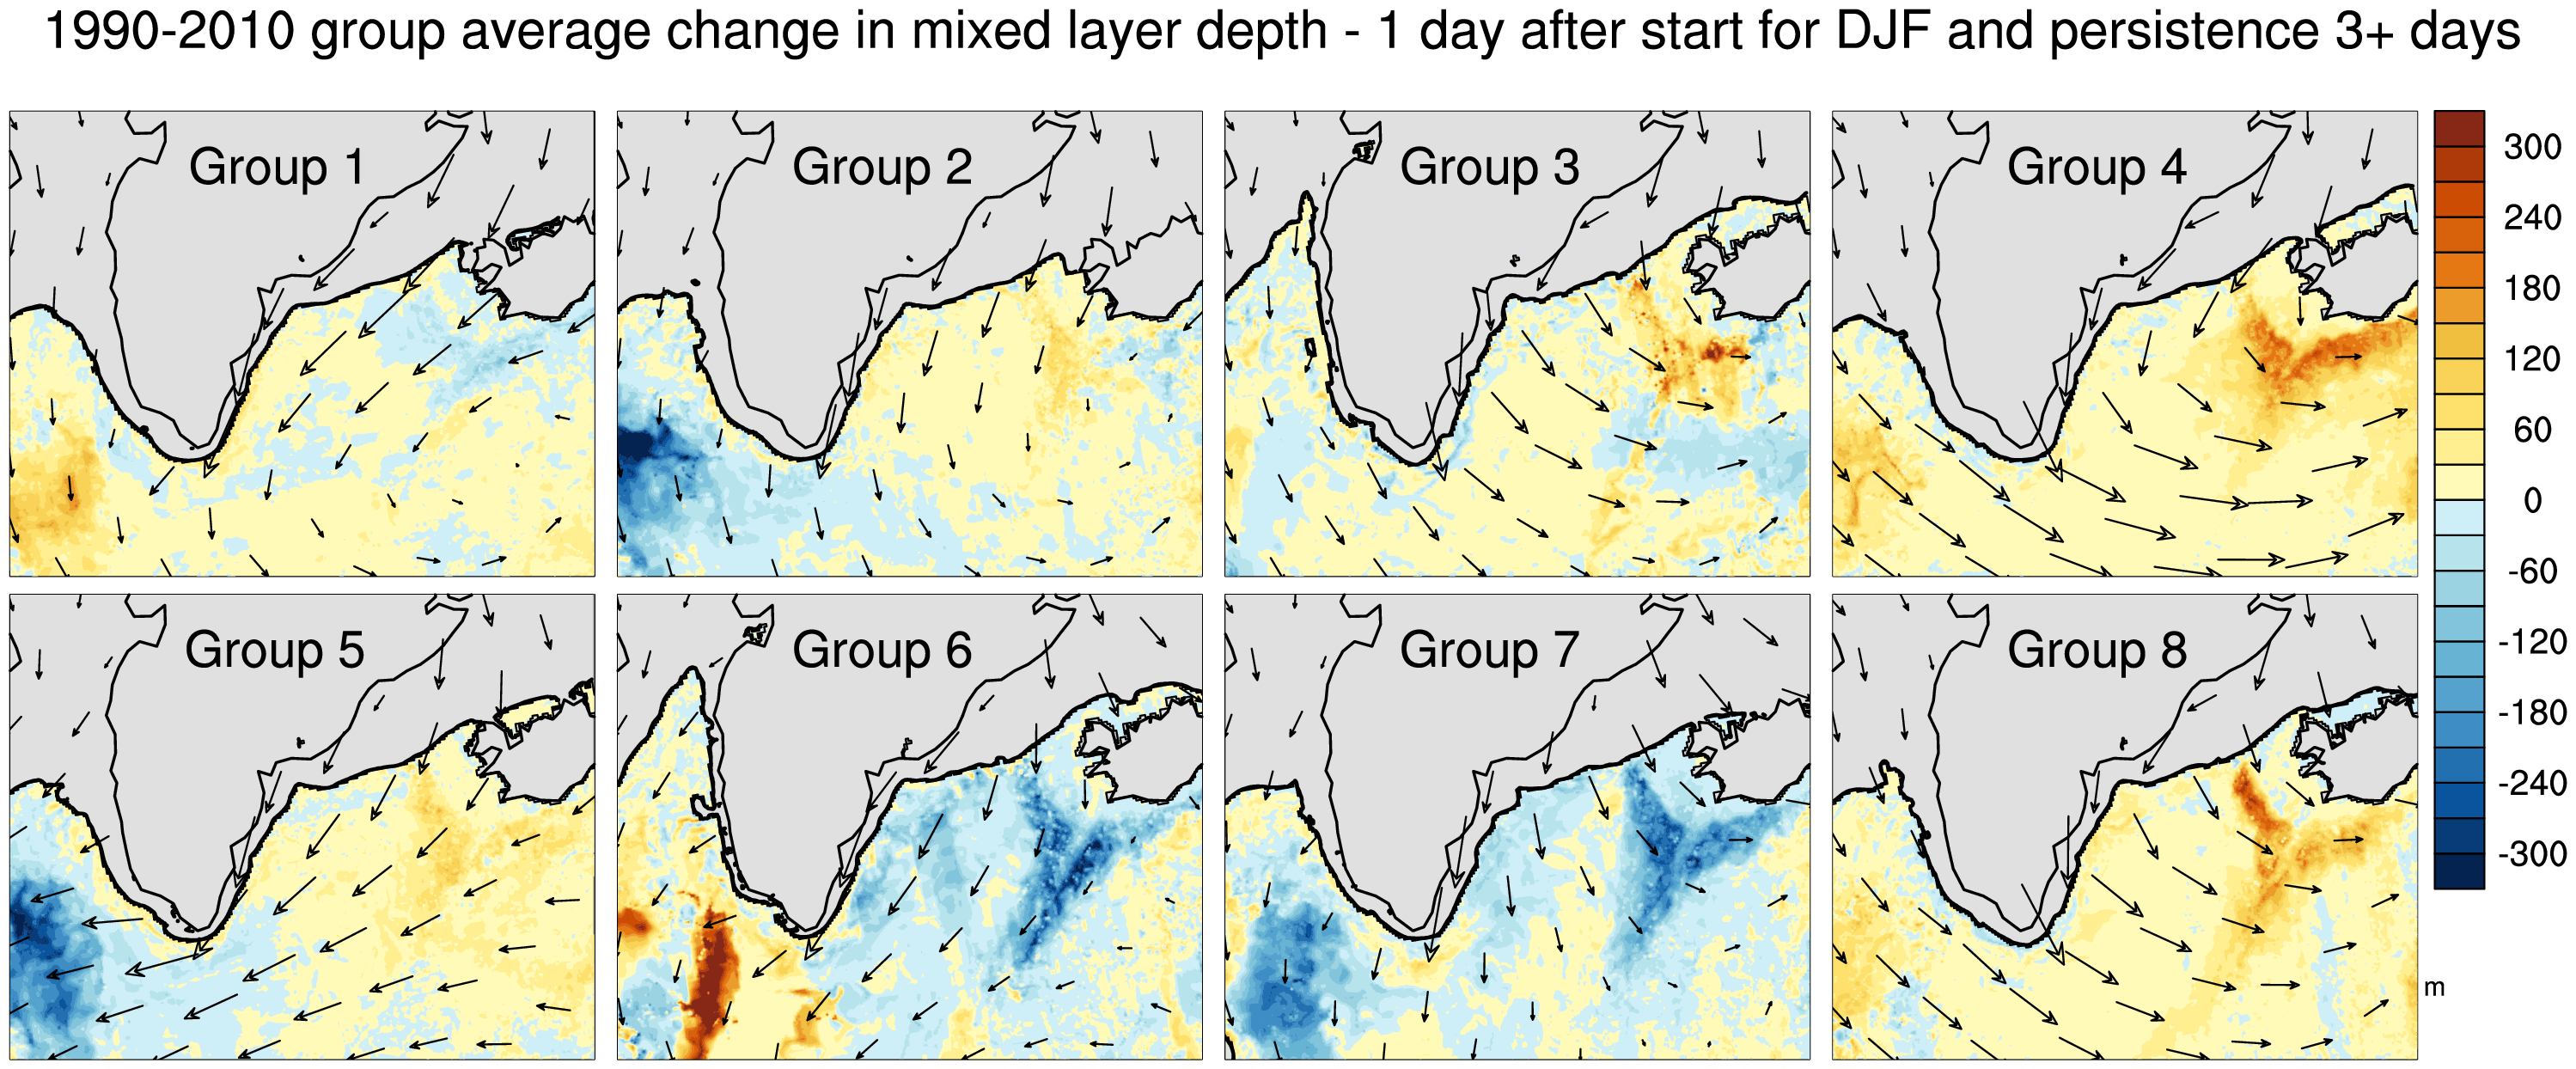 1990-2010 group average change in mixed layer depth - 1 day after start for DJF and persistence 3+ days
Group 1
Group 2
Group 3
Group 4
Group 5
Group 6
Group 7
Group 8
300
240
180
120
60
0
-60
-120
-180
-240
-300
m